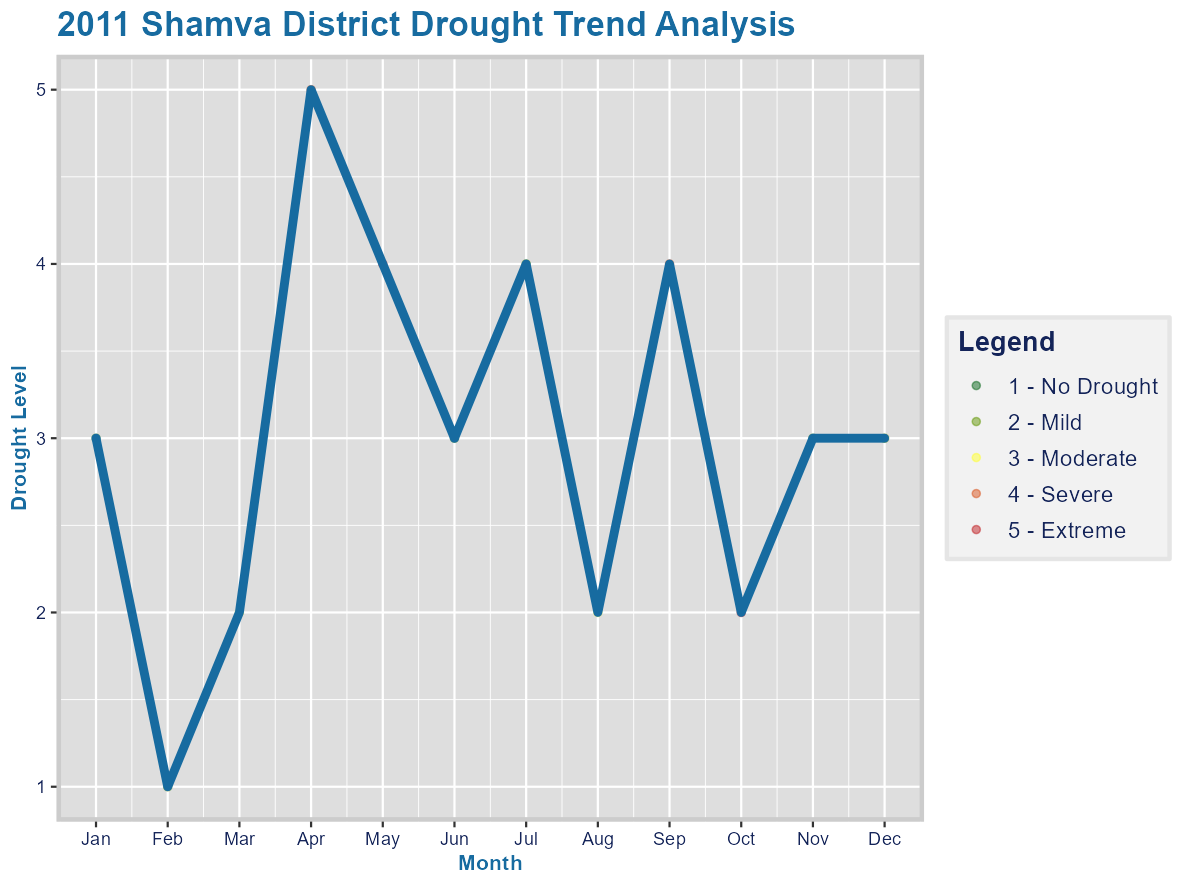 2011 Shamva District Drought Trend Analysis
Drought Level
5
4
3
2
1
Jan Feb Mar Apr May Jun Jul Aug Sep Oct Nov Dec
Month
Legend
1 - No Drought
2 - Mild
3 - Moderate
4 - Severe
5 - Extreme